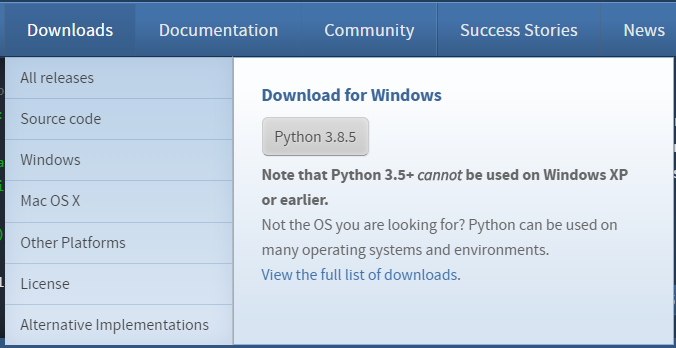 Downloads Documentation Community Success Stories News
All releases
Source code
Windows
Mac OS X
Other Platforms
License
Alternative Implementations
Download for Windows
Python 3.8.5
Note that Python 3.5+ cannot be used on Windows XP
or earlier.
Not the OS you are looking for? Python can be used on
many operating systems and environments.
View the full list of downloads.